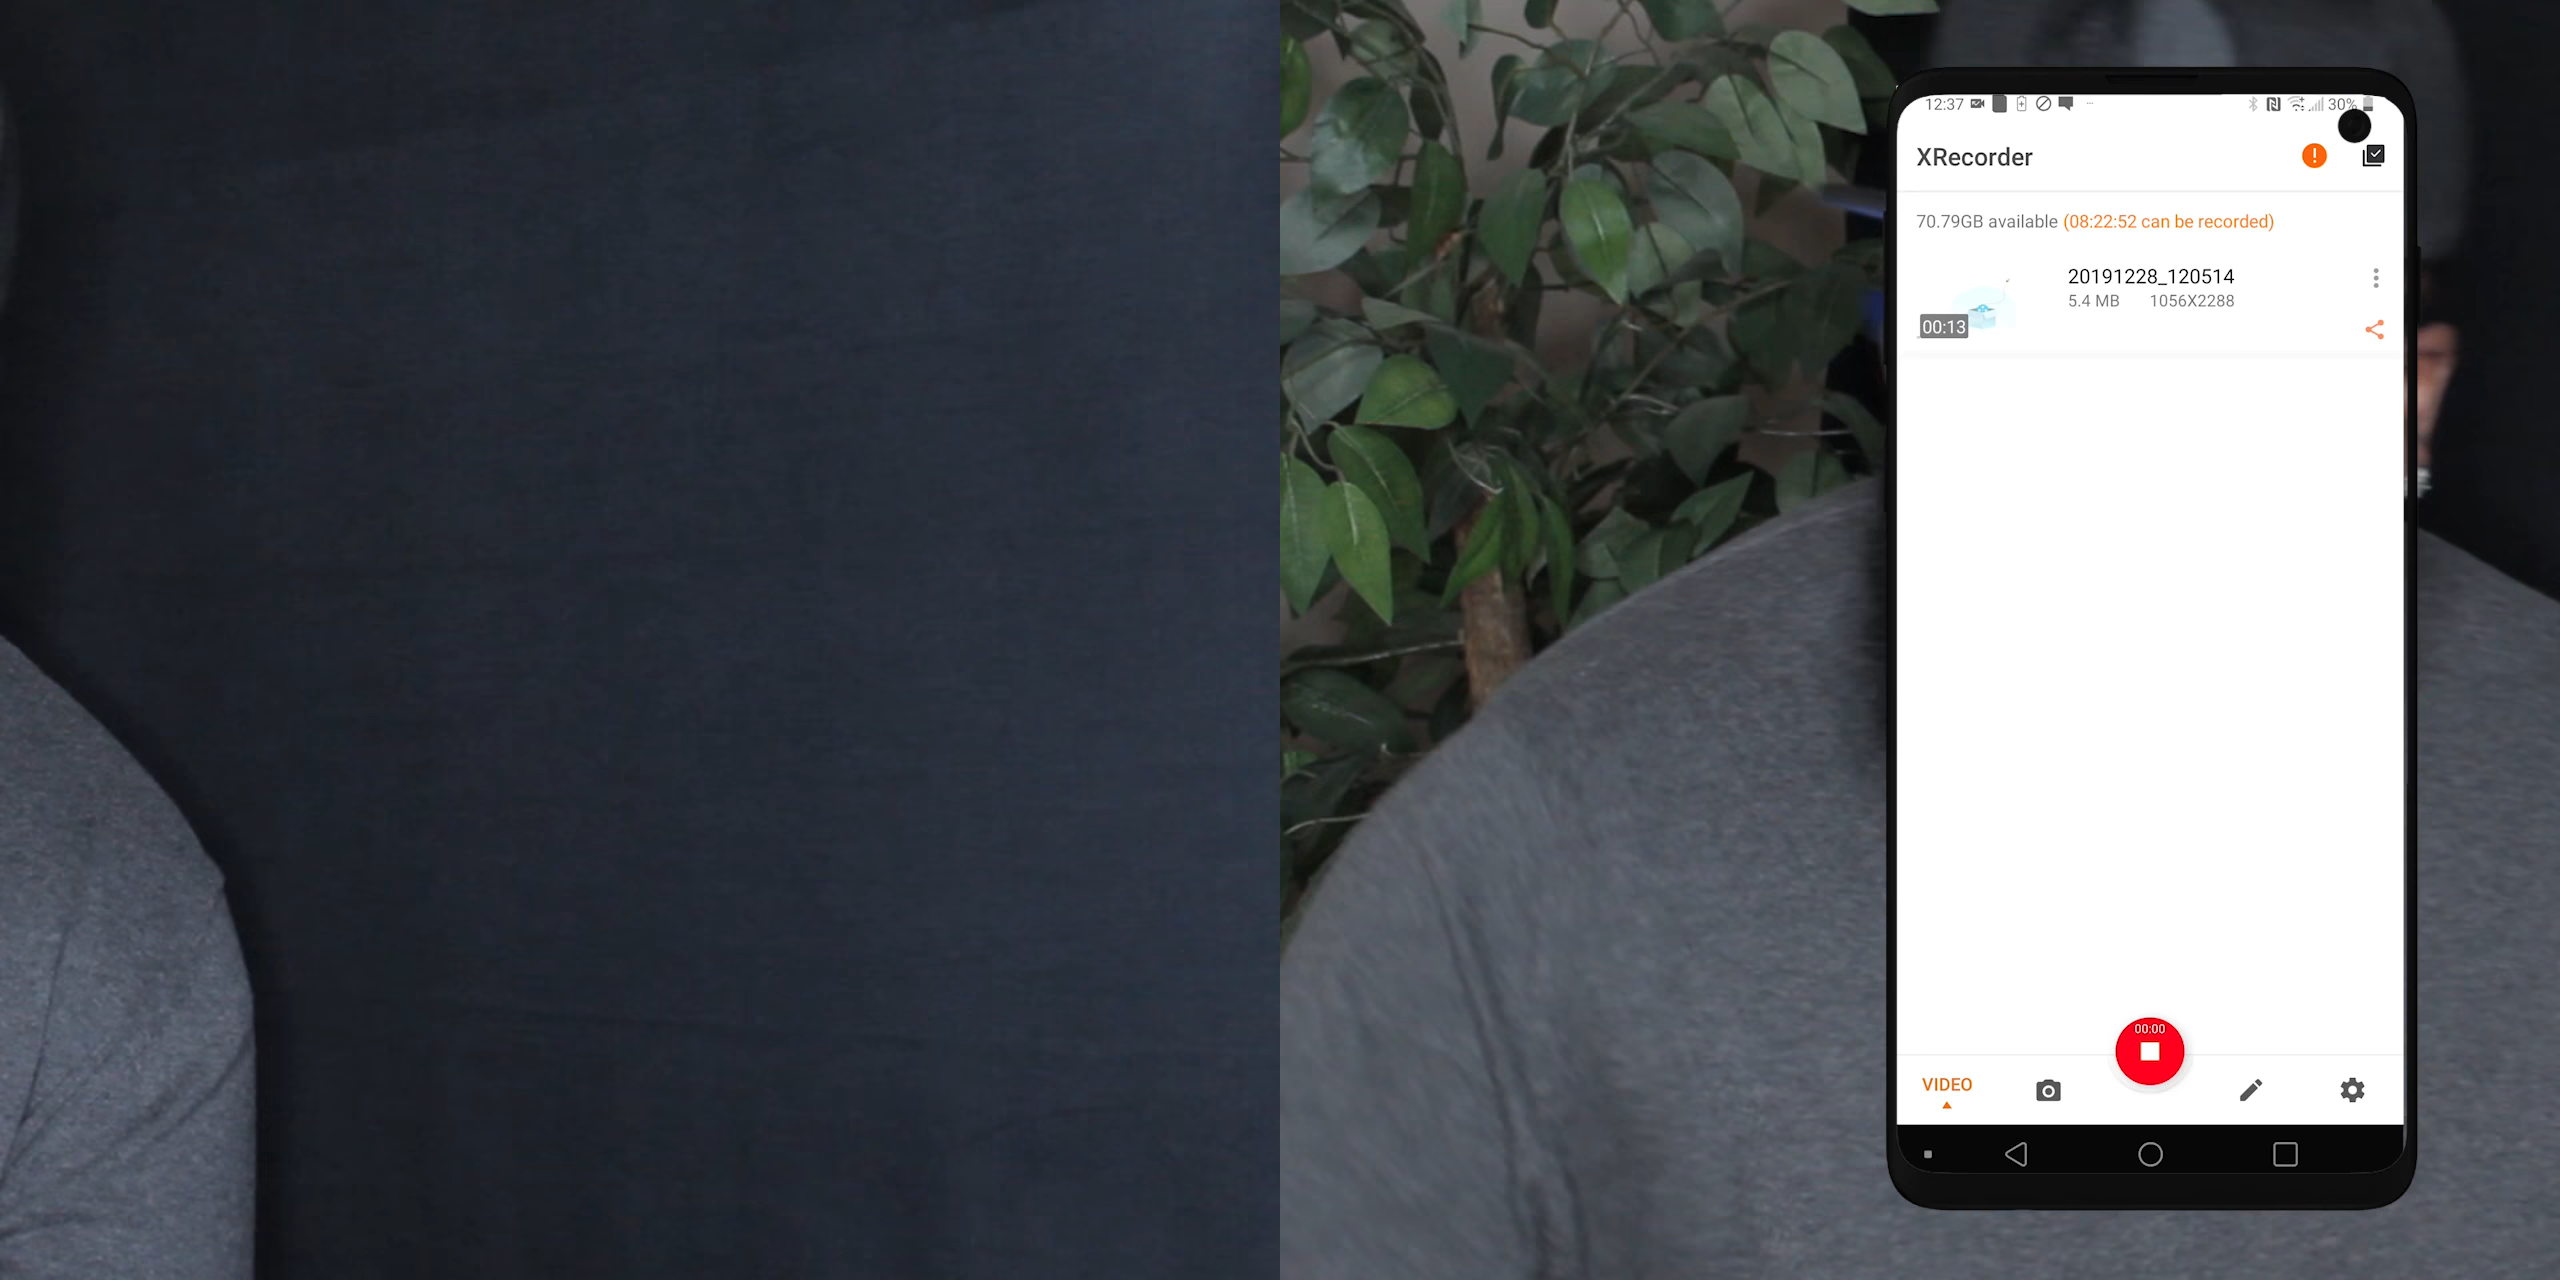 12:37
30%
XRecorder
70.79GB available (08:22:52 can be recorded)
20191228_120514
5.4 MB 1056X2288
00:13
00:00
VIDEO